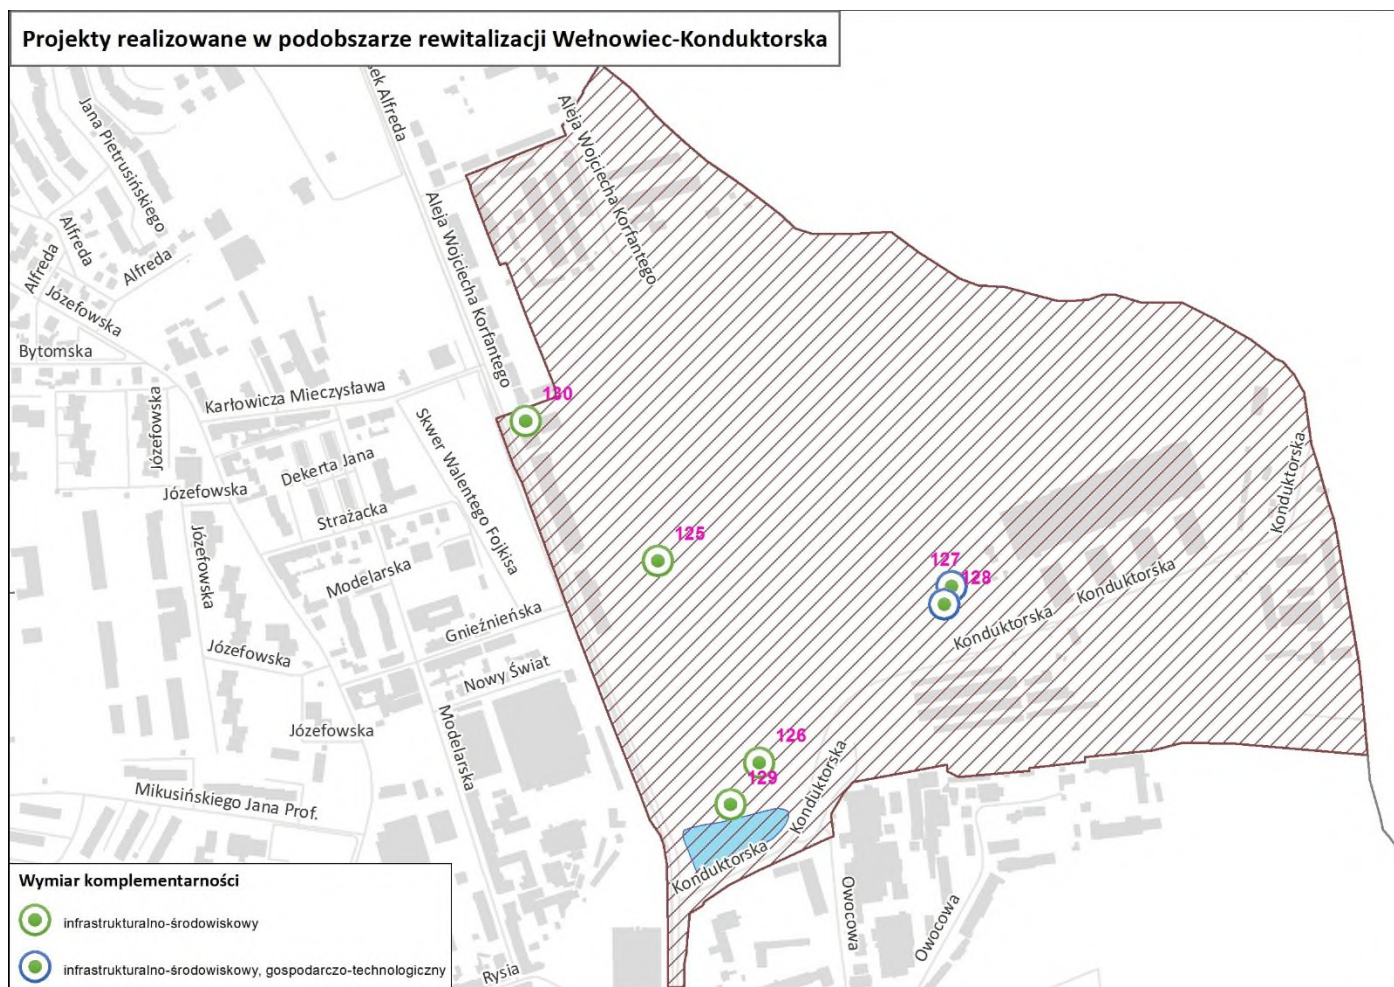 Projekty realizowane w podobszarze rewitalizacji Wełnowiec-Konduktorska
ek Alfreda
Aleja Wojciecha Korfantego
Jana Pietrusińskiego
Alfreda
Alfreda
Alfreda
Józefowska
Aleja Wojciecha Korfantego
Bytomska
Karłowicza Mieczysława
130
Józefowska
Skwer Walentego Fojkisa
Dekerta Jana
Józefowska
Strażacka
Konduktorska
125
Józefowska
Modelarska
127
128
Konduktorska
Gnieźnieńska
Konduktorska
Józefowska
Nowy Świat
Józefowska
Modelarska
126
129
Konduktorska
Mikusińskiego Jana Prof.
Konduktorska
Owocowa
Owocowa
Rysia
Wymiar komplementarności
infrastrukturalno-środowiskowy
infrastrukturalno-środowiskowy, gospodarczo-technologiczny